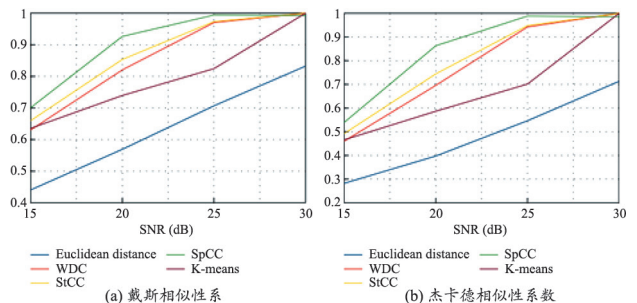 1
0.9
0.8
0.7
0.6
0.5
0.4
15
20
25
30
SNR (dB)
Euclidean distance
WDC
StCC
SpCC
K-means
(a) 戴斯相似性系
1
0.9
0.8
0.7
0.6
0.5
0.4
0.3
0.2
15
20
25
30
SNR (dB)
Euclidean distance
WDC
StCC
SpCC
K-means
(b) 杰卡德相似性系数